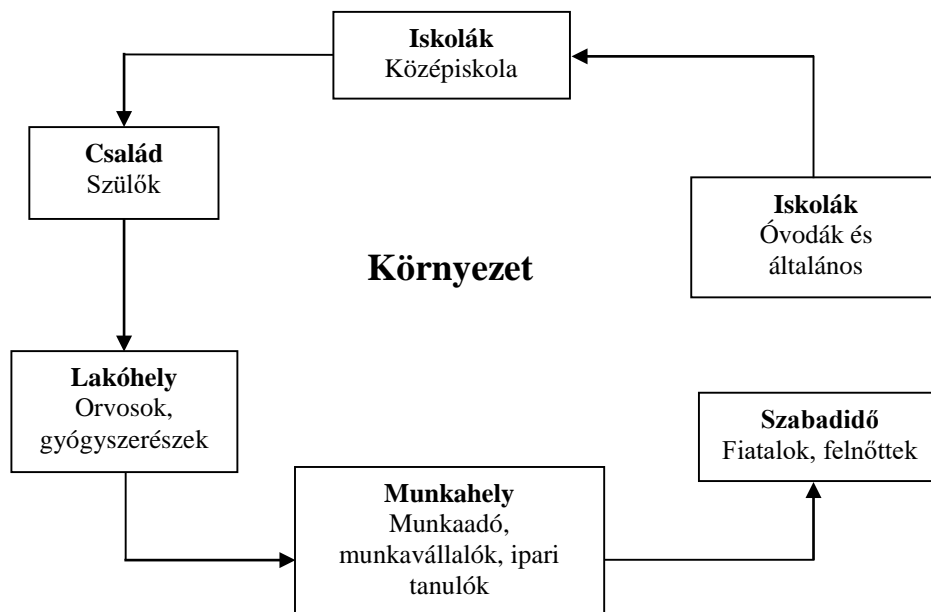 Iskolák
Középiskola
Család
Szülők
Iskolák
Óvodák és
általános
Környezet
Lakóhely
Orvosok,
gyógyszerészek
Szabadidő
Fiatalok, felnőttek
Munkahely
Munkaadó,
munkavállalók, ipari
tanulók